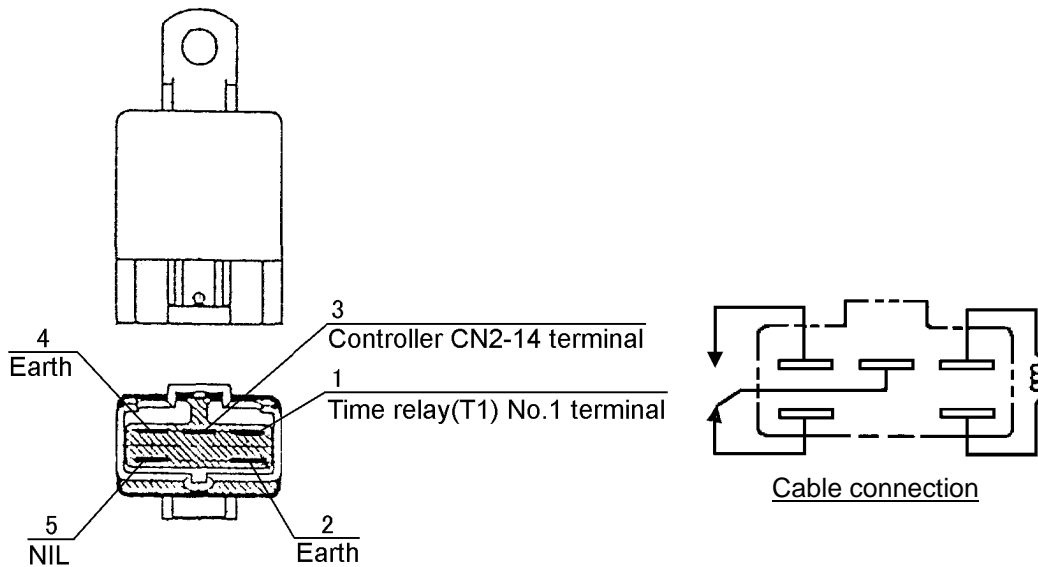 3
Controller CN2-14 terminal
4
Earth
1
Time relay(T1) No.1 terminal
Cable connection
5
NIL
2
Earth